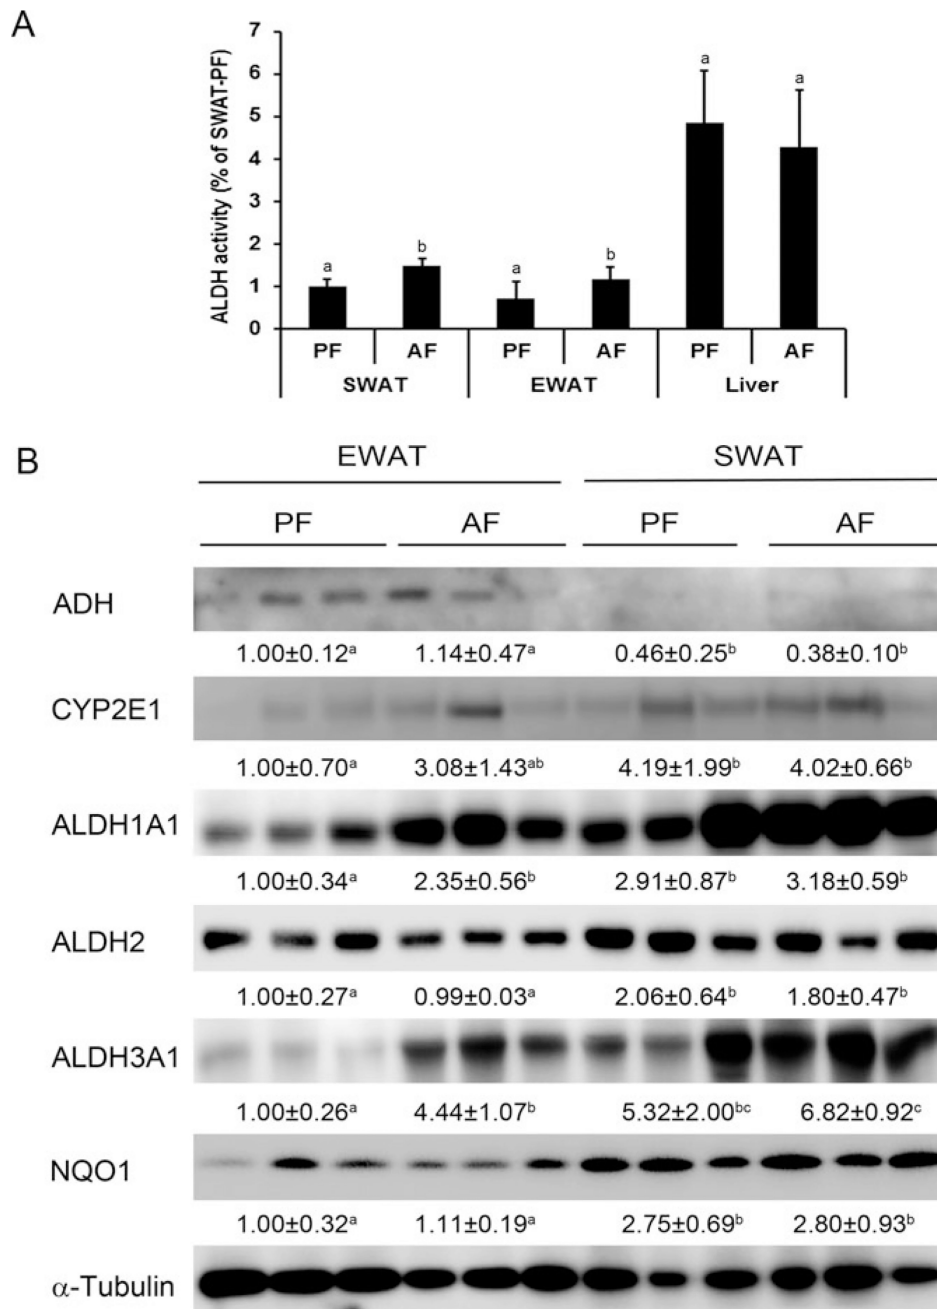 A
ALDH activity (% of SWAT-PF)
7
6
5
4
3
2
1
0
a
b
a
b
a
a
PF AF PF AF PF AF
SWAT EWAT Liver
B
EWAT SWAT
PF AF PF AF
ADH
1.00±0.12ᵃ 1.14±0.47ᵃ 0.46±0.25ᵇ 0.38±0.10ᵇ
CYP2E1
1.00±0.70ᵃ 3.08±1.43ᵃᵇ 4.19±1.99ᵇ 4.02±0.66ᵇ
ALDH1A1
1.00±0.34ᵃ 2.35±0.56ᵇ 2.91±0.87ᵇ 3.18±0.59ᵇ
ALDH2
1.00±0.27ᵃ 0.99±0.03ᵃ 2.06±0.64ᵇ 1.80±0.47ᵇ
ALDH3A1
1.00±0.26ᵃ 4.44±1.07ᵇ 5.32±2.00ᵇᶜ 6.82±0.92ᶜ
NQO1
1.00±0.32ᵃ 1.11±0.19ᵃ 2.75±0.69ᵇ 2.80±0.93ᵇ
α-Tubulin